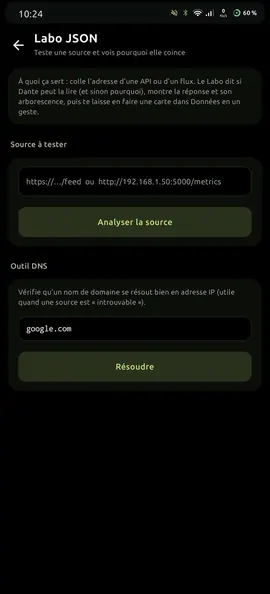 10:24
0
K/s
60 %
Labo JSON
Teste une source et vois pourquoi elle coince
À quoi ça sert : colle l'adresse d'une API ou d'un flux. Le Labo dit si
Dante peut la lire (et sinon pourquoi), montre la réponse et son
arborescence, puis te laisse en faire une carte dans Données en un
geste.
Source à tester
https://…/feed ou http://192.168.1.50:5000/metrics
Analyser la source
Outil DNS
Vérifie qu'un nom de domaine se résout bien en adresse IP (utile
quand une source est « introuvable »).
google.com
Résoudre